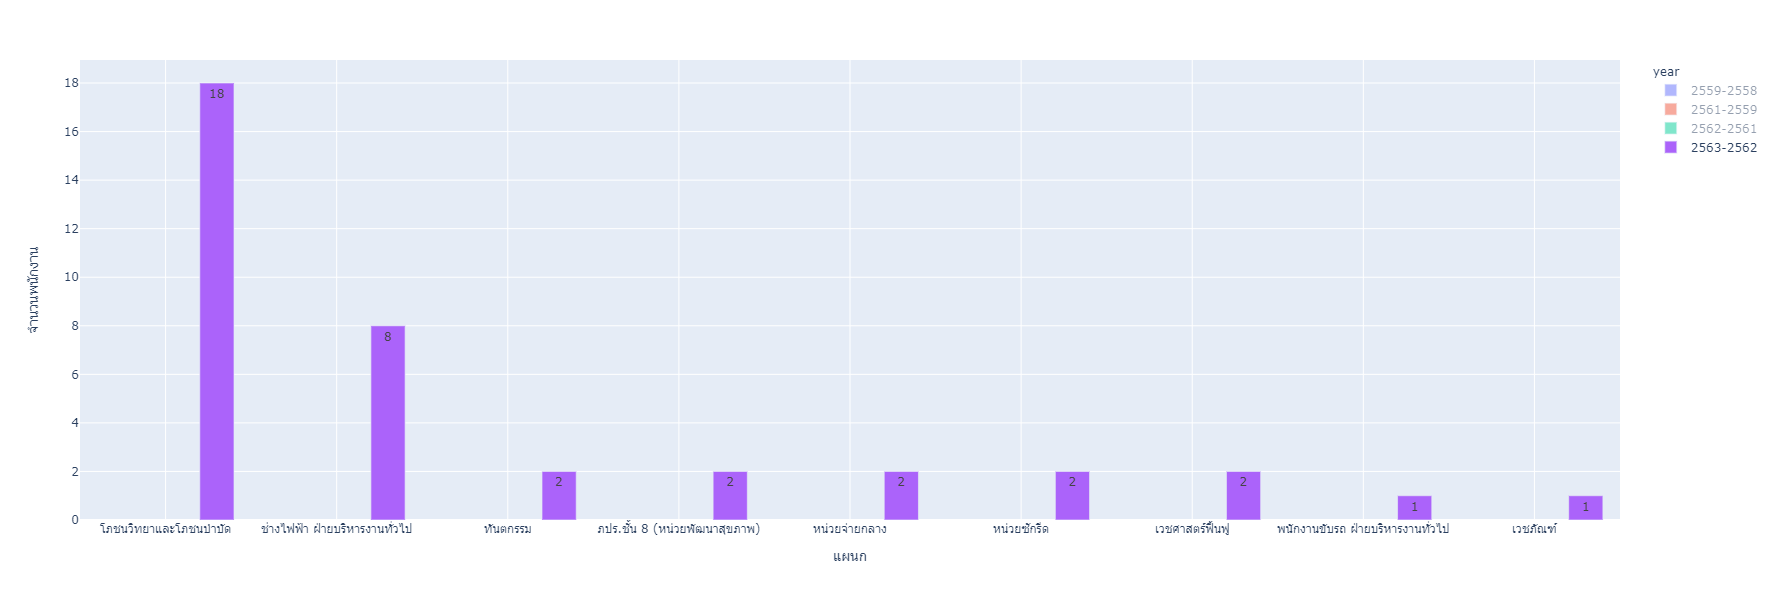 18
16
14
12
10
8
6
4
2
0
จำนวนพนักงาน
18
8
2
2
2
2
2
1
1
โภชนวิทยาและโภชนบำบัด
ช่างไฟฟ้า ฝ่ายบริหารงานทั่วไป
ทันตกรรม
ภปร.ชั้น 8 (หน่วยพัฒนาสุขภาพ)
หน่วยจ่ายกลาง
หน่วยซักรีด
เวชศาสตร์ฟื้นฟู
พนักงานขับรถ ฝ่ายบริหารงานทั่วไป
เวชภัณฑ์
แผนก
year
2559-2558
2561-2559
2562-2561
2563-2562